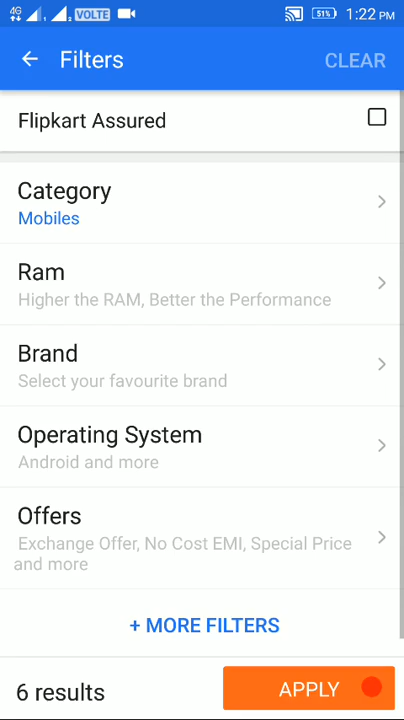 4G 1 2 VOLTE 51% 1:22 PM
Filters CLEAR
Flipkart Assured
Category
Mobiles
Ram
Higher the RAM, Better the Performance
Brand
Select your favourite brand
Operating System
Android and more
Offers
Exchange Offer, No Cost EMI, Special Price
and more
+ MORE FILTERS
6 results APPLY